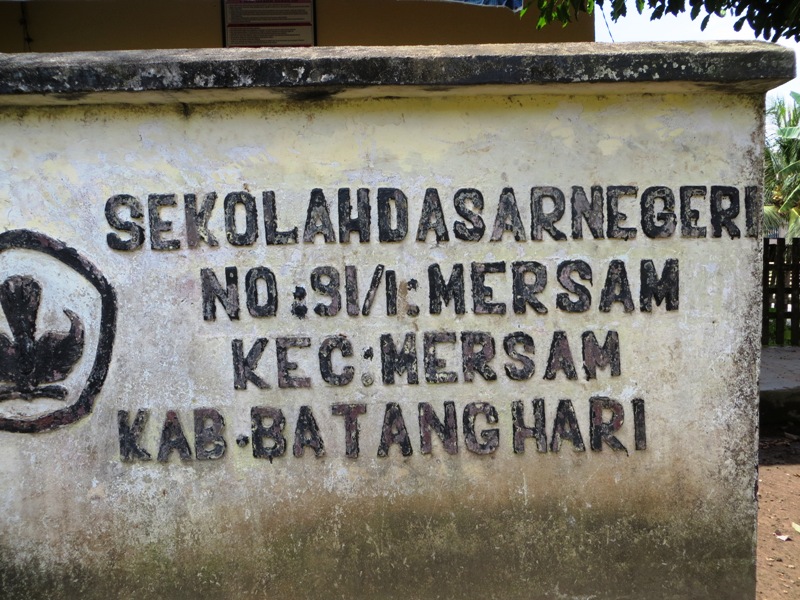 SEKOLAHDASARNEGERI
NO:91/I:MERSAM
KEC:MERSAM
KAB.BATANGHARI